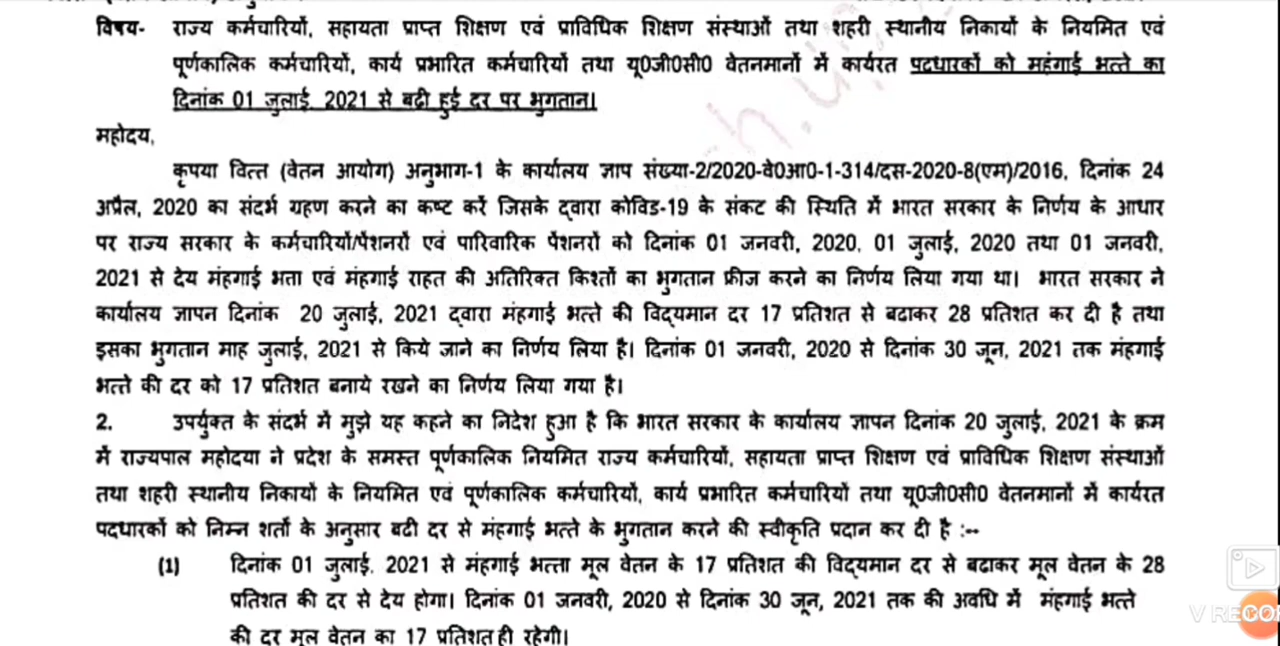 विषय- राज्य कर्मचारियों, सहायता प्राप्त शिक्षण एवं प्राविधिक शिक्षण संस्थाओं तथा शहरी स्थानीय निकायों के नियमित एवं
पूर्णकालिक कर्मचारियों, कार्य प्रभारित कर्मचारियों तथा यू0जी0सी0 वेतनमानों में कार्यरत पदधारकों को महंगाई भत्ते का
दिनांक 01 जुलाई, 2021 से बढी हुई दर पर भुगतान।
महोदय,
कृपया वित्त (वेतन आयोग) अनुभाग-1 के कार्यालय ज्ञाप संख्या-2/2020-वे0आ0-1-314/दस-2020-8(एम)/2016, दिनांक 24
अप्रैल, 2020 का संदर्भ ग्रहण करने का कष्ट करें जिसके द्वारा कोविड-19 के संकट की स्थिति में भारत सरकार के निर्णय के आधार
पर राज्य सरकार के कर्मचारियों/पेंशनरों एवं पारिवारिक पेंशनरों को दिनांक 01 जनवरी, 2020, 01 जुलाई, 2020 तथा 01 जनवरी,
2021 से देय मंहगाई भता एवं मंहगाई राहत की अतिरिक्त किश्तों का भुगतान फ्रीज करने का निर्णय लिया गया था। भारत सरकार ने
कार्यालय ज्ञापन दिनांक 20 जुलाई, 2021 द्वारा मंहगाई भत्ते की विद्यमान दर 17 प्रतिशत से बढाकर 28 प्रतिशत कर दी है तथा
इसका भुगतान माह जुलाई, 2021 से किये जाने का निर्णय लिया है। दिनांक 01 जनवरी, 2020 से दिनांक 30 जून, 2021 तक मंहगाई
भत्ते की दर को 17 प्रतिशत बनाये रखने का निर्णय लिया गया है।
2. उपर्युक्त के संदर्भ में मुझे यह कहने का निदेश हुआ है कि भारत सरकार के कार्यालय ज्ञापन दिनांक 20 जुलाई, 2021 के क्रम
में राज्यपाल महोदया ने प्रदेश के समस्त पूर्णकालिक नियमित राज्य कर्मचारियों, सहायता प्राप्त शिक्षण एवं प्राविधिक शिक्षण संस्थाओं
तथा शहरी स्थानीय निकायों के नियमित एवं पूर्णकालिक कर्मचारियों, कार्य प्रभारित कर्मचारियों तथा यू0जी0सी0 वेतनमानों में कार्यरत
पदधारकों को निम्न शर्तों के अनुसार बढी दर से मंहगाई भत्ते के भुगतान करने की स्वीकृति प्रदान कर दी है :--
(1) दिनांक 01 जुलाई, 2021 से मंहगाई भत्ता मूल वेतन के 17 प्रतिशत की विद्यमान दर से बढाकर मूल वेतन के 28
प्रतिशत की दर से देय होगा। दिनांक 01 जनवरी, 2020 से दिनांक 30 जून, 2021 तक की अवधि में मंहगाई भत्ते
की दर मूल वेतन का 17 प्रतिशत ही रहेगी।
V RECO